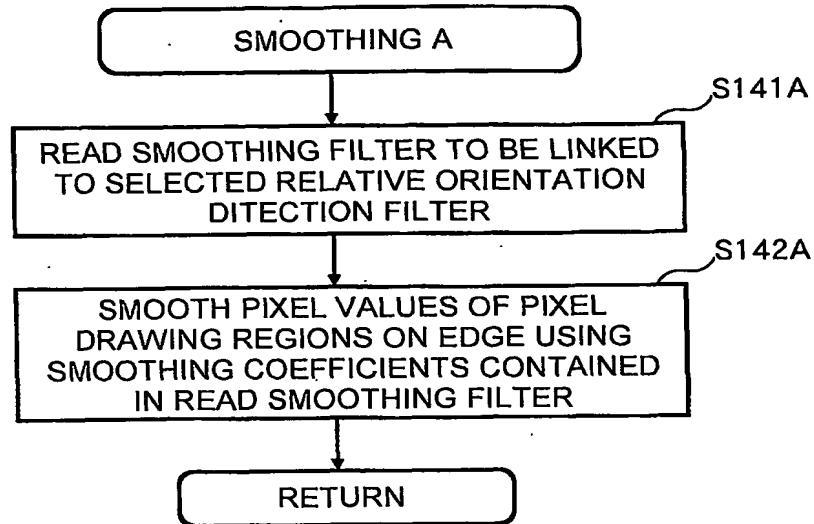 SMOOTHING A
S141A
READ SMOOTHING FILTER TO BE LINKED
TO SELECTED RELATIVE ORIENTATION
DITECTION FILTER
S142A
SMOOTH PIXEL VALUES OF PIXEL
DRAWING REGIONS ON EDGE USING
SMOOTHING COEFFICIENTS CONTAINED
IN READ SMOOTHING FILTER
RETURN